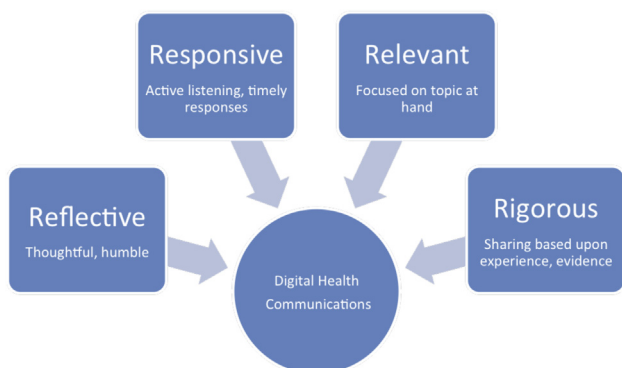 Responsive
Active listening, timely
responses
Relevant
Focused on topic at
hand
Reflective
Thoughtful, humble
Rigorous
Sharing based upon
experience, evidence
Digital Health
Communications